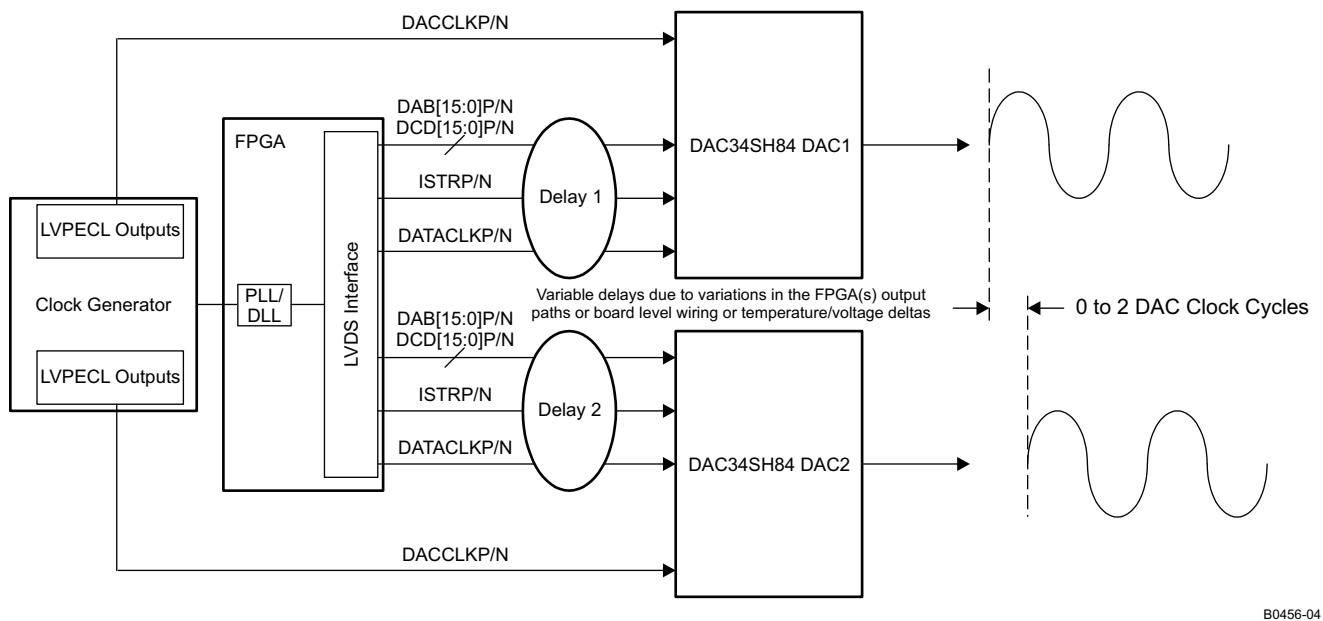 DACCLKP/N
DAB[15:0]P/N
DCD[15:0]P/N
FPGA
DAC34SH84 DAC1
ISTRP/N
Delay 1
LVPECL Outputs
DATACLKP/N
LVDS Interface
Clock Generator
PLL/
DLL
Variable delays due to variations in the FPGA(s) output
paths or board level wiring or temperature/voltage deltas
0 to 2 DAC Clock Cycles
DAB[15:0]P/N
DCD[15:0]P/N
LVPECL Outputs
ISTRP/N
Delay 2
DATACLKP/N
DAC34SH84 DAC2
DACCLKP/N
B0456-04